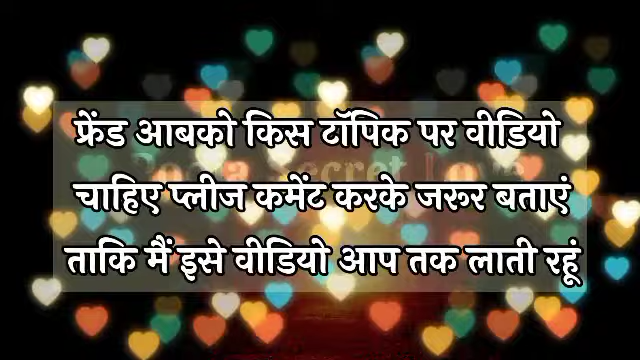 फ्रेंड आबको किस टॉपिक पर वीडियो
चाहिए प्लीज कमेंट करके जरूर बताएं
ताकि मैं इसे वीडियो आप तक लाती रहूं